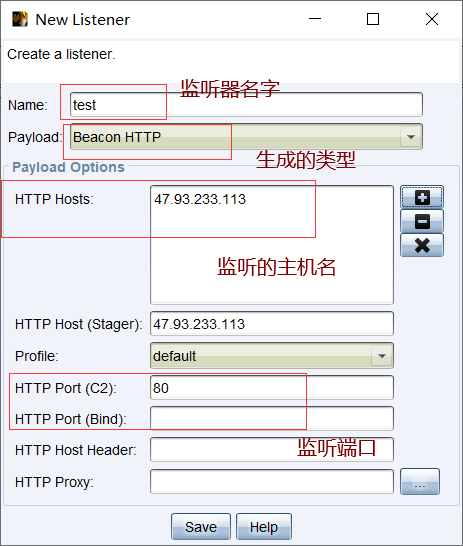 New Listener
Create a listener.
监听器名字
Name: test
Payload: Beacon HTTP
生成的类型
Payload Options
HTTP Hosts: 47.93.233.113
监听的主机名
HTTP Host (Stager): 47.93.233.113
Profile: default
HTTP Port (C2): 80
HTTP Port (Bind):
监听端口
HTTP Host Header:
HTTP Proxy: ...
Save Help